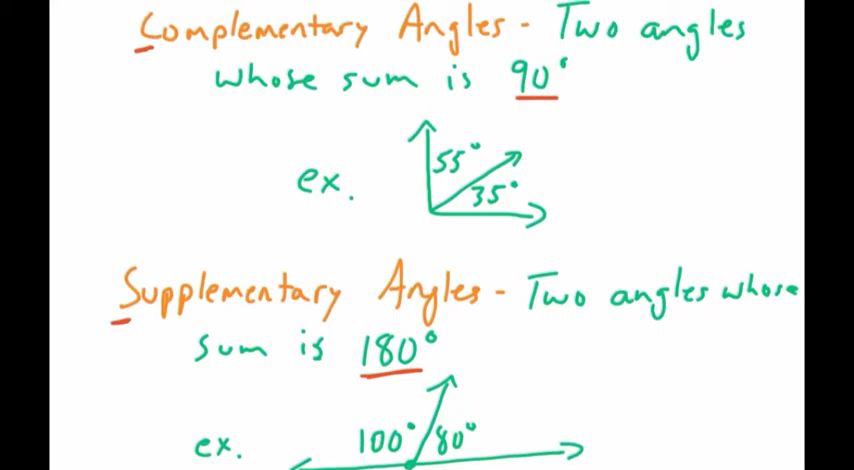 Complementary Angles - Two angles
whose sum is 90°
55°
ex.
35°
Supplementary Angles - Two angles whose
sum is 180°
100° 80°
ex.